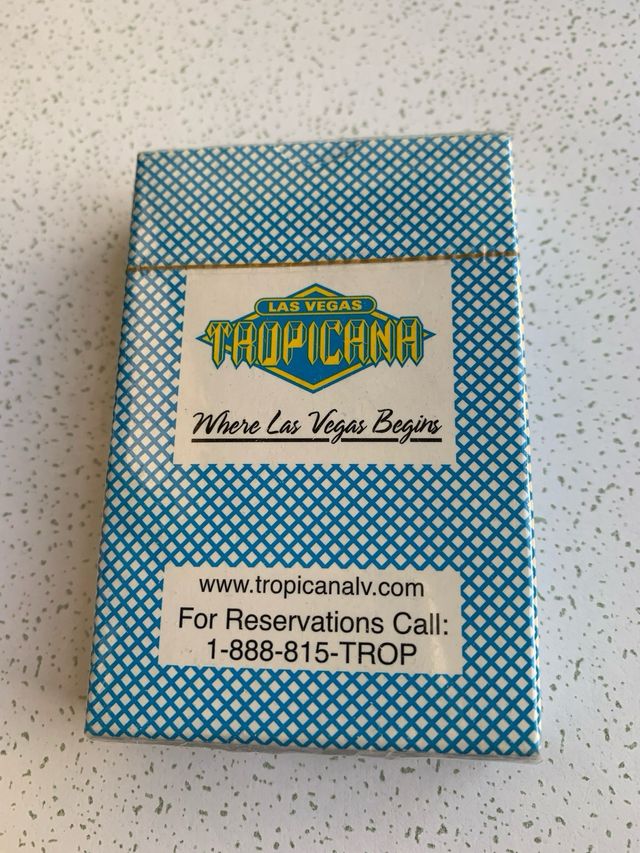 LAS VEGAS
TROPICANA
Where Las Vegas Begins
www.tropicanalv.com
For Reservations Call:
1-888-815-TROP